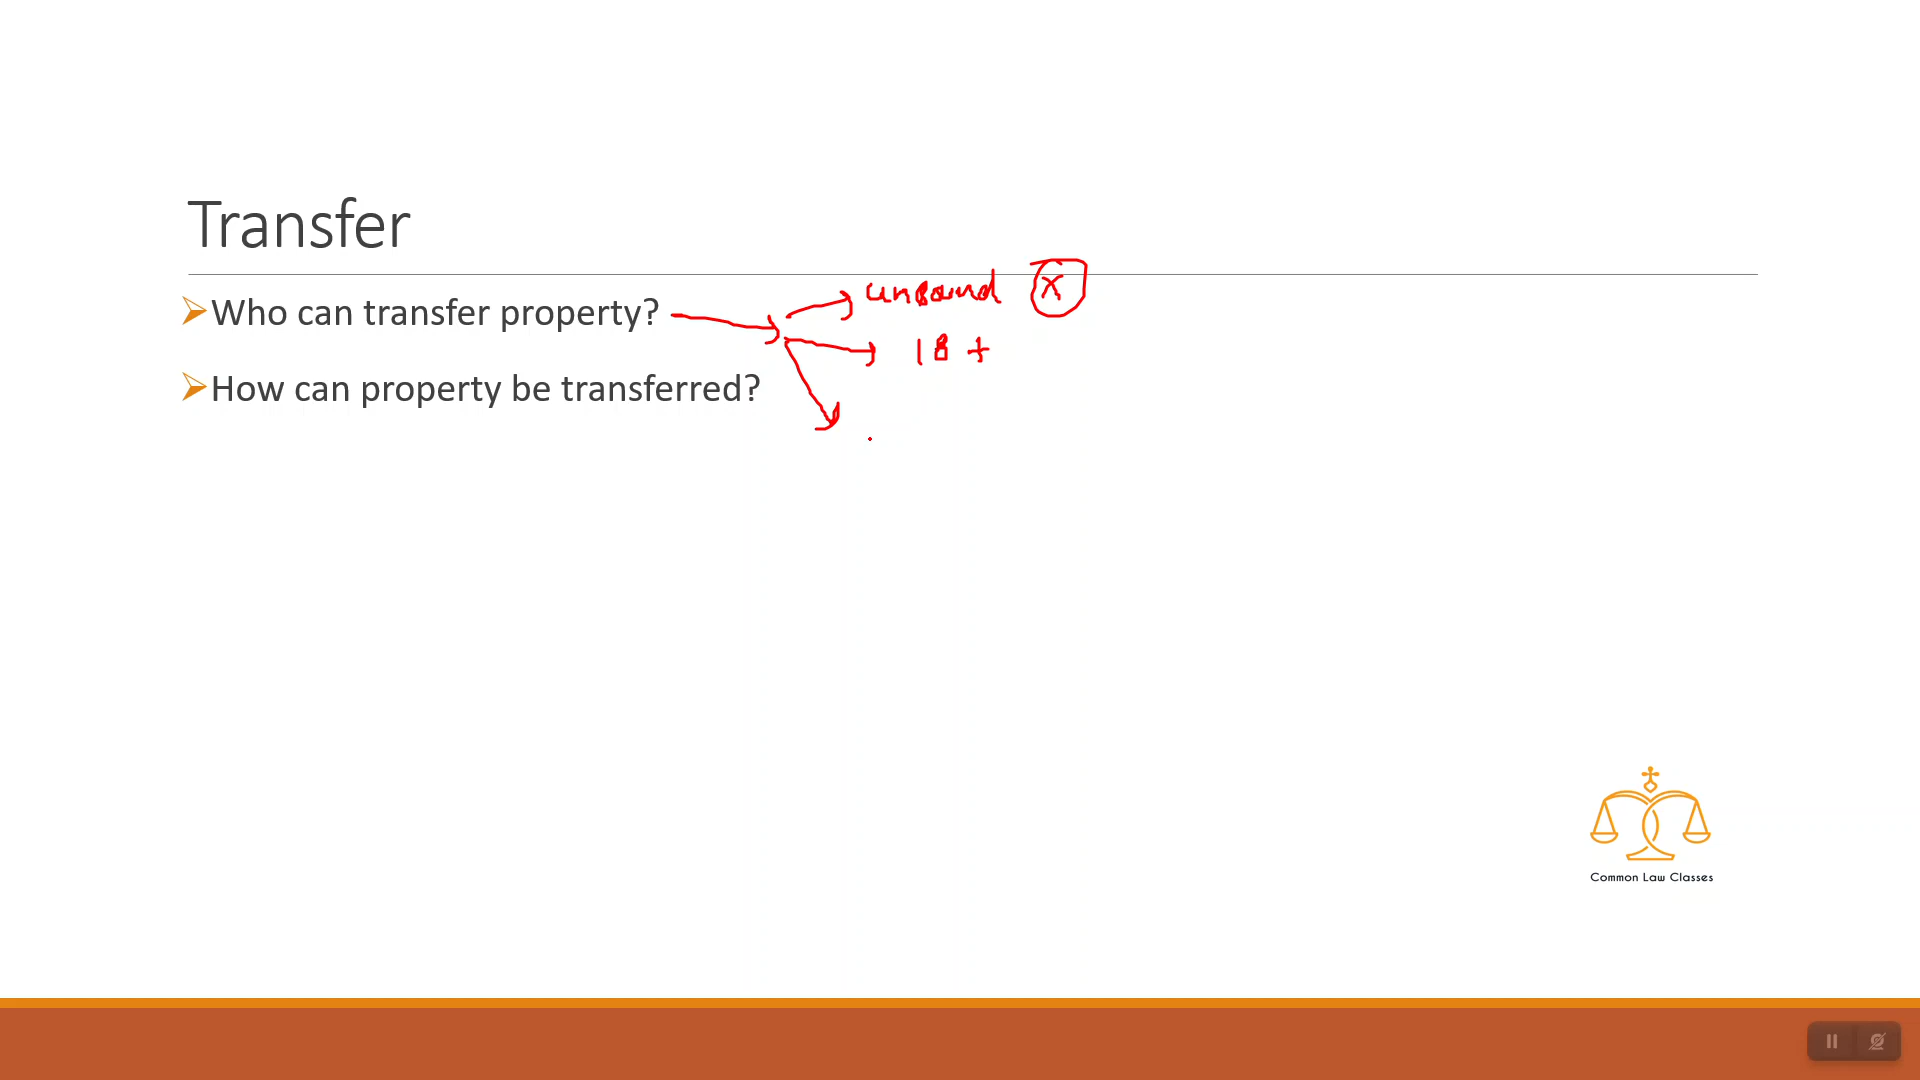 Transfer
Who can transfer property?
unsound X
18 +
How can property be transferred?
Common Law Classes